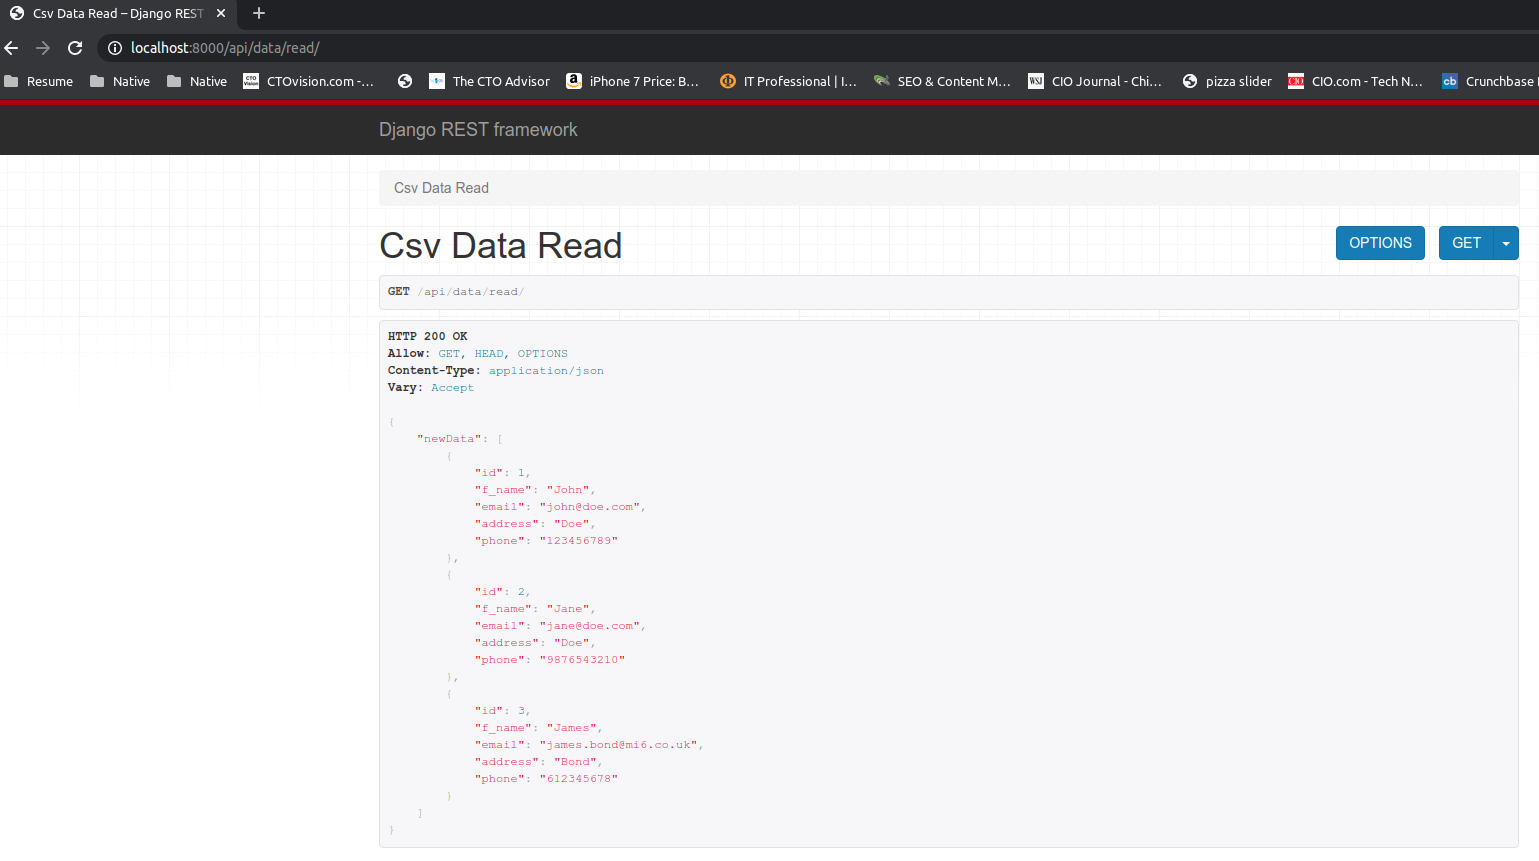 Csv Data Read – Django REST
localhost:8000/api/data/read/
Resume Native Native CTOvision.com -... The CTO Advisor iPhone 7 Price: B... IT Professional | I... SEO & Content M... WSJ CIO Journal - Chi... pizza slider CIO CIO.com - Tech N... cb Crunchbase
Django REST framework
Csv Data Read
Csv Data Read
OPTIONS GET
GET /api/data/read/
HTTP 200 OK
Allow: GET, HEAD, OPTIONS
Content-Type: application/json
Vary: Accept
{
"newData": [
{
"id": 1,
"f_name": "John",
"email": "john@doe.com",
"address": "Doe",
"phone": "123456789"
},
{
"id": 2,
"f_name": "Jane",
"email": "jane@doe.com",
"address": "Doe",
"phone": "9876543210"
},
{
"id": 3,
"f_name": "James",
"email": "james.bond@mi6.co.uk",
"address": "Bond",
"phone": "612345678"
}
]
}